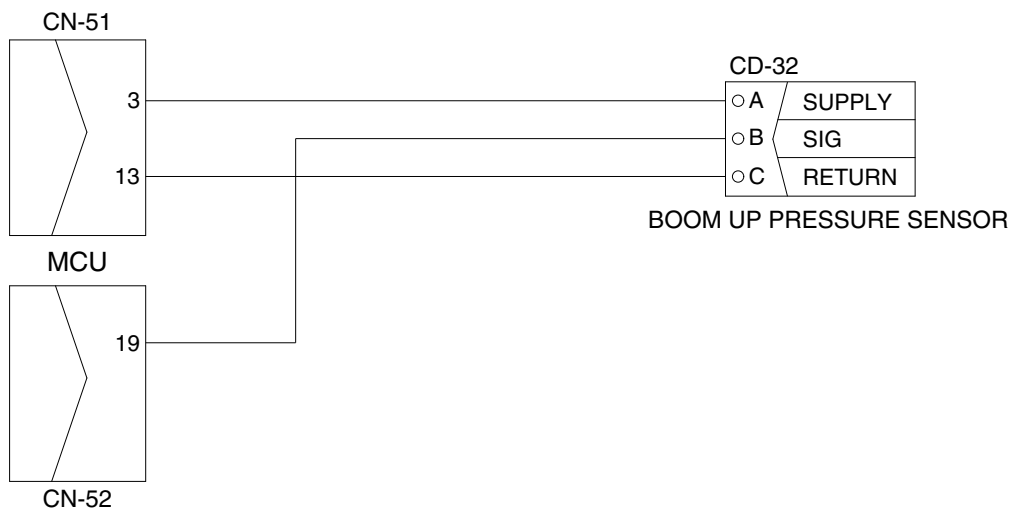 CN-51
3
13
MCU
19
CN-52
CD-32
A SUPPLY
B SIG
C RETURN
BOOM UP PRESSURE SENSOR